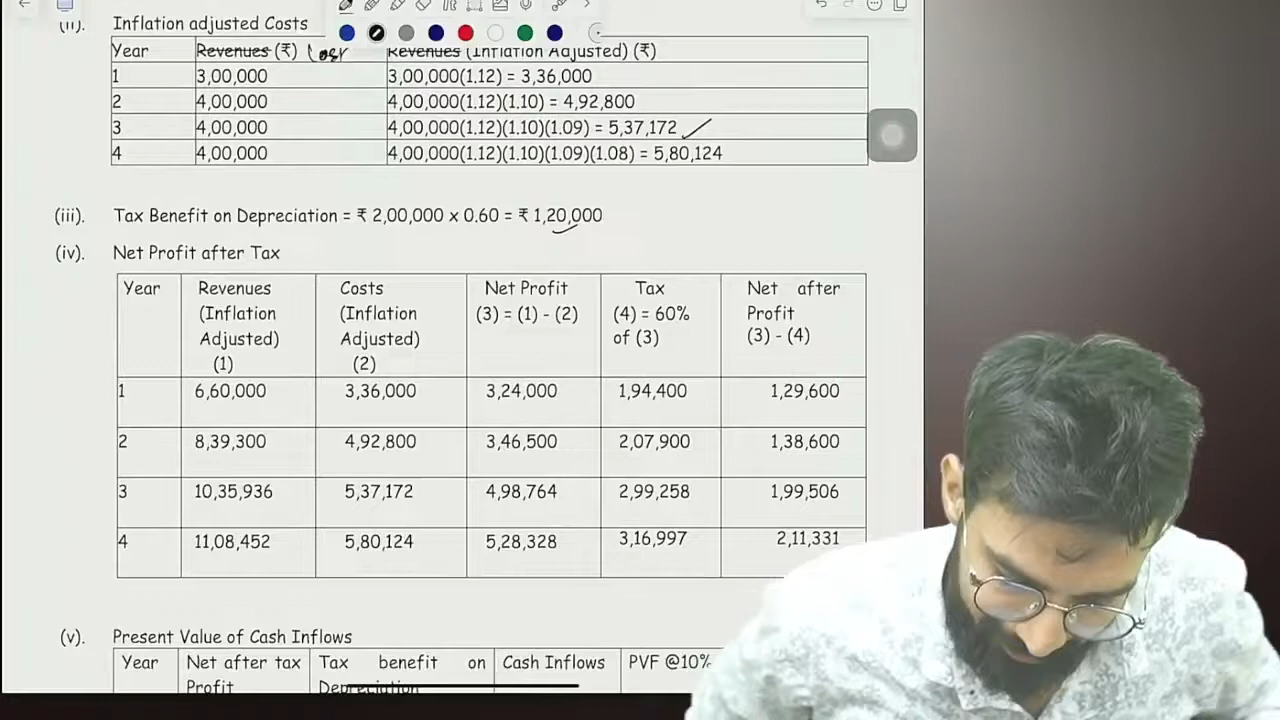 (ii). Inflation adjusted Costs
Year Revenues (₹) Cost Revenues (Inflation Adjusted) (₹)
1 3,00,000 3,00,000(1.12) = 3,36,000
2 4,00,000 4,00,000(1.12)(1.10) = 4,92,800
3 4,00,000 4,00,000(1.12)(1.10)(1.09) = 5,37,172
4 4,00,000 4,00,000(1.12)(1.10)(1.09)(1.08) = 5,80,124
(iii). Tax Benefit on Depreciation = ₹ 2,00,000 x 0.60 = ₹ 1,20,000
(iv). Net Profit after Tax
Year Revenues Costs Net Profit Tax Net after
(Inflation (Inflation (3) = (1) - (2) (4) = 60% Profit
Adjusted) Adjusted) of (3) (3) - (4)
(1) (2)
1 6,60,000 3,36,000 3,24,000 1,94,400 1,29,600
2 8,39,300 4,92,800 3,46,500 2,07,900 1,38,600
3 10,35,936 5,37,172 4,98,764 2,99,258 1,99,506
4 11,08,452 5,80,124 5,28,328 3,16,997 2,11,331
(v). Present Value of Cash Inflows
Year Net after tax Tax benefit on Cash Inflows PVF @10%
Profit Depreciation